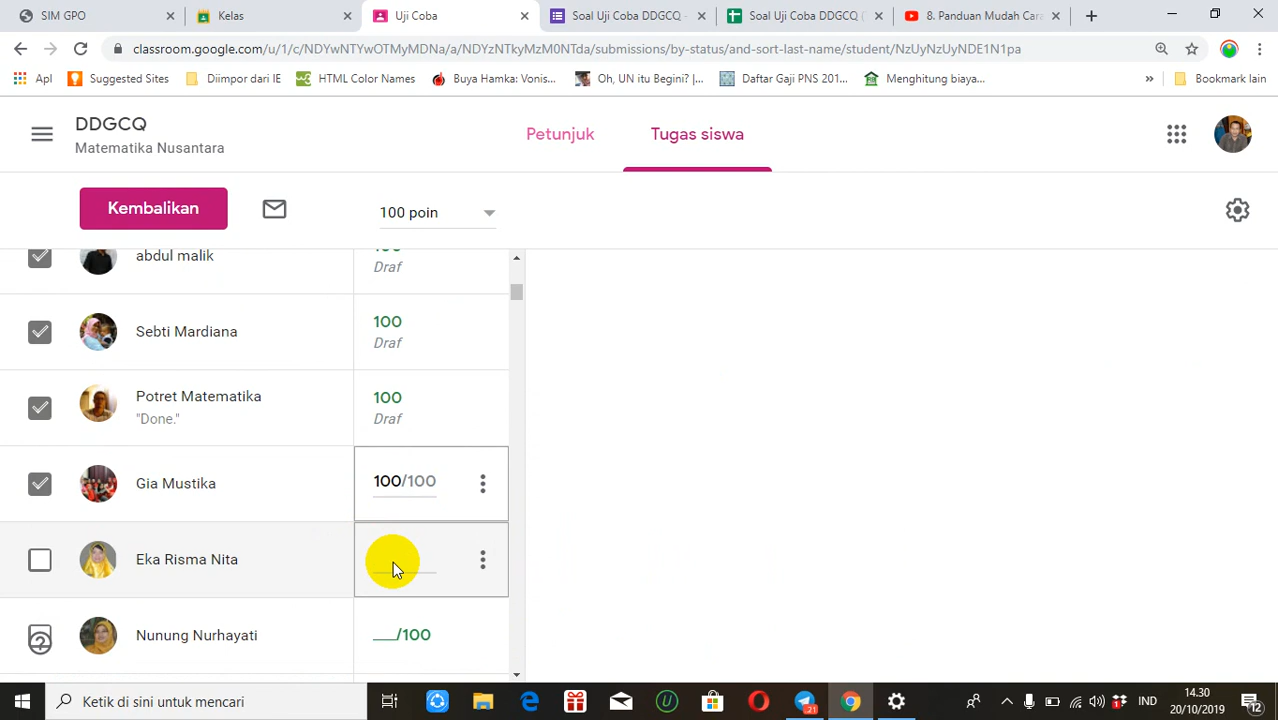 SIM GPO
Kelas
Uji Coba
Soal Uji Coba DDGCQ -
Soal Uji Coba DDGCQ (
8. Panduan Mudah Cara
classroom.google.com/u/1/c/NDYwNTYwOTMyMDNa/a/NDYzNTkyMzM0NTda/submissions/by-status/and-sort-last-name/student/NzUyNzUyNDE1N1pa
Apl
Suggested Sites
Diimpor dari IE
HTML Color Names
Buya Hamka: Vonis...
Oh, UN itu Begini? |...
Daftar Gaji PNS 201...
Menghitung biaya...
»
Bookmark lain
DDGCQ
Matematika Nusantara
Petunjuk
Tugas siswa
Kembalikan
100 poin
abdul malik
Draf
Sebti Mardiana
100
Draf
Potret Matematika
"Done."
100
Draf
Gia Mustika
100/100
Eka Risma Nita
Nunung Nurhayati
___/100
Ketik di sini untuk mencari
21
IND
14.30
20/10/2019
12